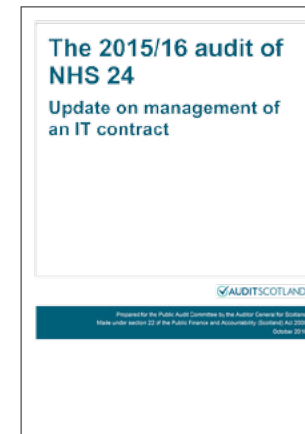 The 2015/16 audit of
NHS 24
Update on management of
an IT contract
AUDITSCOTLAND
Prepared for the Public Audit Committee by the Auditor General for Scotland
Made under section 22 of the Public Finance and Accountability (Scotland) Act
October